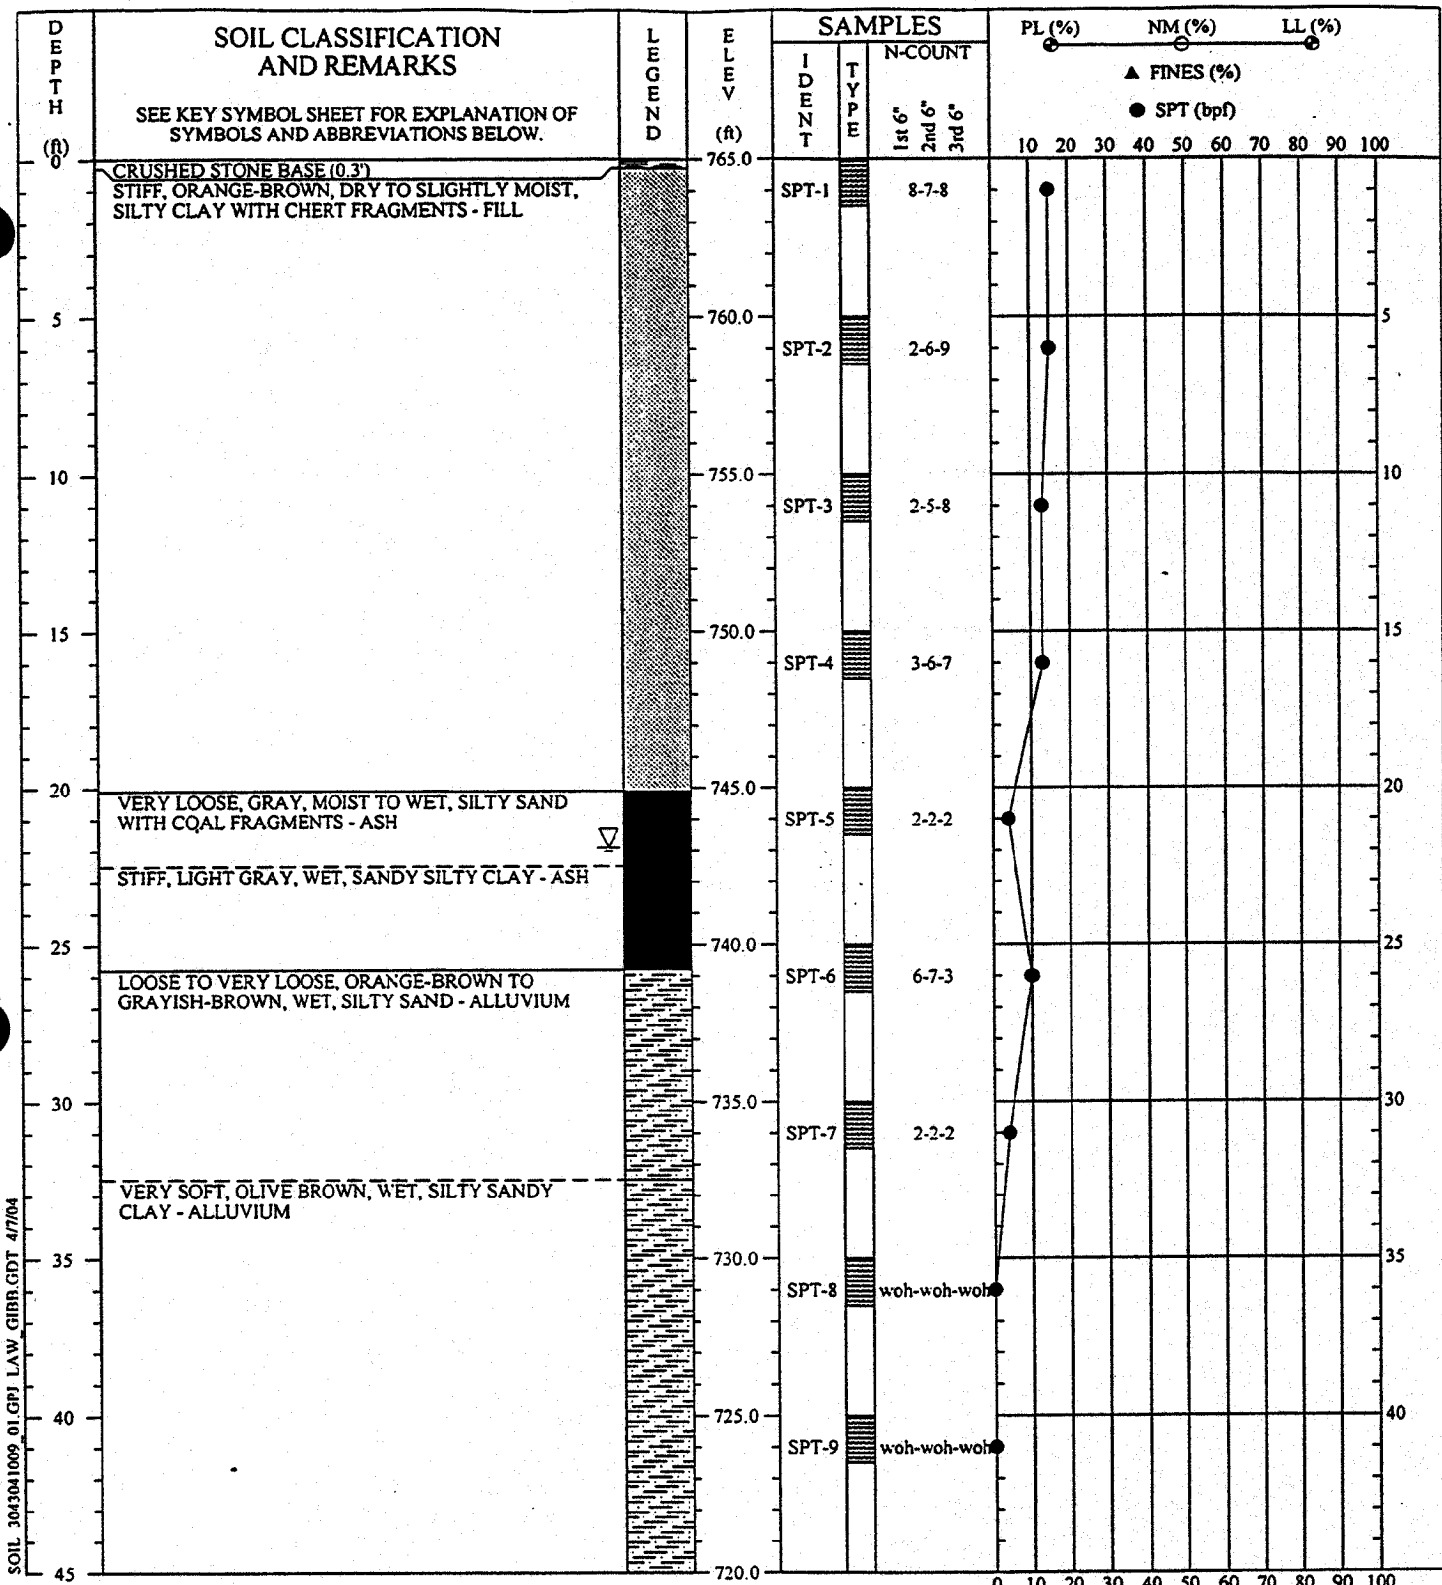 DEPTH (ft)
SOIL CLASSIFICATION
AND REMARKS
SEE KEY SYMBOL SHEET FOR EXPLANATION OF
SYMBOLS AND ABBREVIATIONS BELOW.
LEGEND
ELEV (ft)
SAMPLES
IDENT
TYPE
N-COUNT
1st 6"
2nd 6"
3rd 6"
PL (%) NM (%) LL (%)
▲ FINES (%)
● SPT (bpf)
10 20 30 40 50 60 70 80 90 100
0 765.0
CRUSHED STONE BASE (0.3')
STIFF, ORANGE-BROWN, DRY TO SLIGHTLY MOIST,
SILTY CLAY WITH CHERT FRAGMENTS - FILL
SPT-1 8-7-8
5 760.0 5
SPT-2 2-6-9
10 755.0 10
SPT-3 2-5-8
15 750.0 15
SPT-4 3-6-7
20 745.0 20
VERY LOOSE, GRAY, MOIST TO WET, SILTY SAND
WITH COAL FRAGMENTS - ASH
SPT-5 2-2-2
STIFF, LIGHT GRAY, WET, SANDY SILTY CLAY - ASH
25 740.0 25
LOOSE TO VERY LOOSE, ORANGE-BROWN TO
GRAYISH-BROWN, WET, SILTY SAND - ALLUVIUM
SPT-6 6-7-3
30 735.0 30
SPT-7 2-2-2
VERY SOFT, OLIVE BROWN, WET, SILTY SANDY
CLAY - ALLUVIUM
35 730.0 35
SPT-8 woh-woh-woh
40 725.0 40
SPT-9 woh-woh-woh
45 720.0
0 10 20 30 40 50 60 70 80 90 100
SOIL 3043041009_01.GPJ LAW_GIBB.GDT 4/7/04